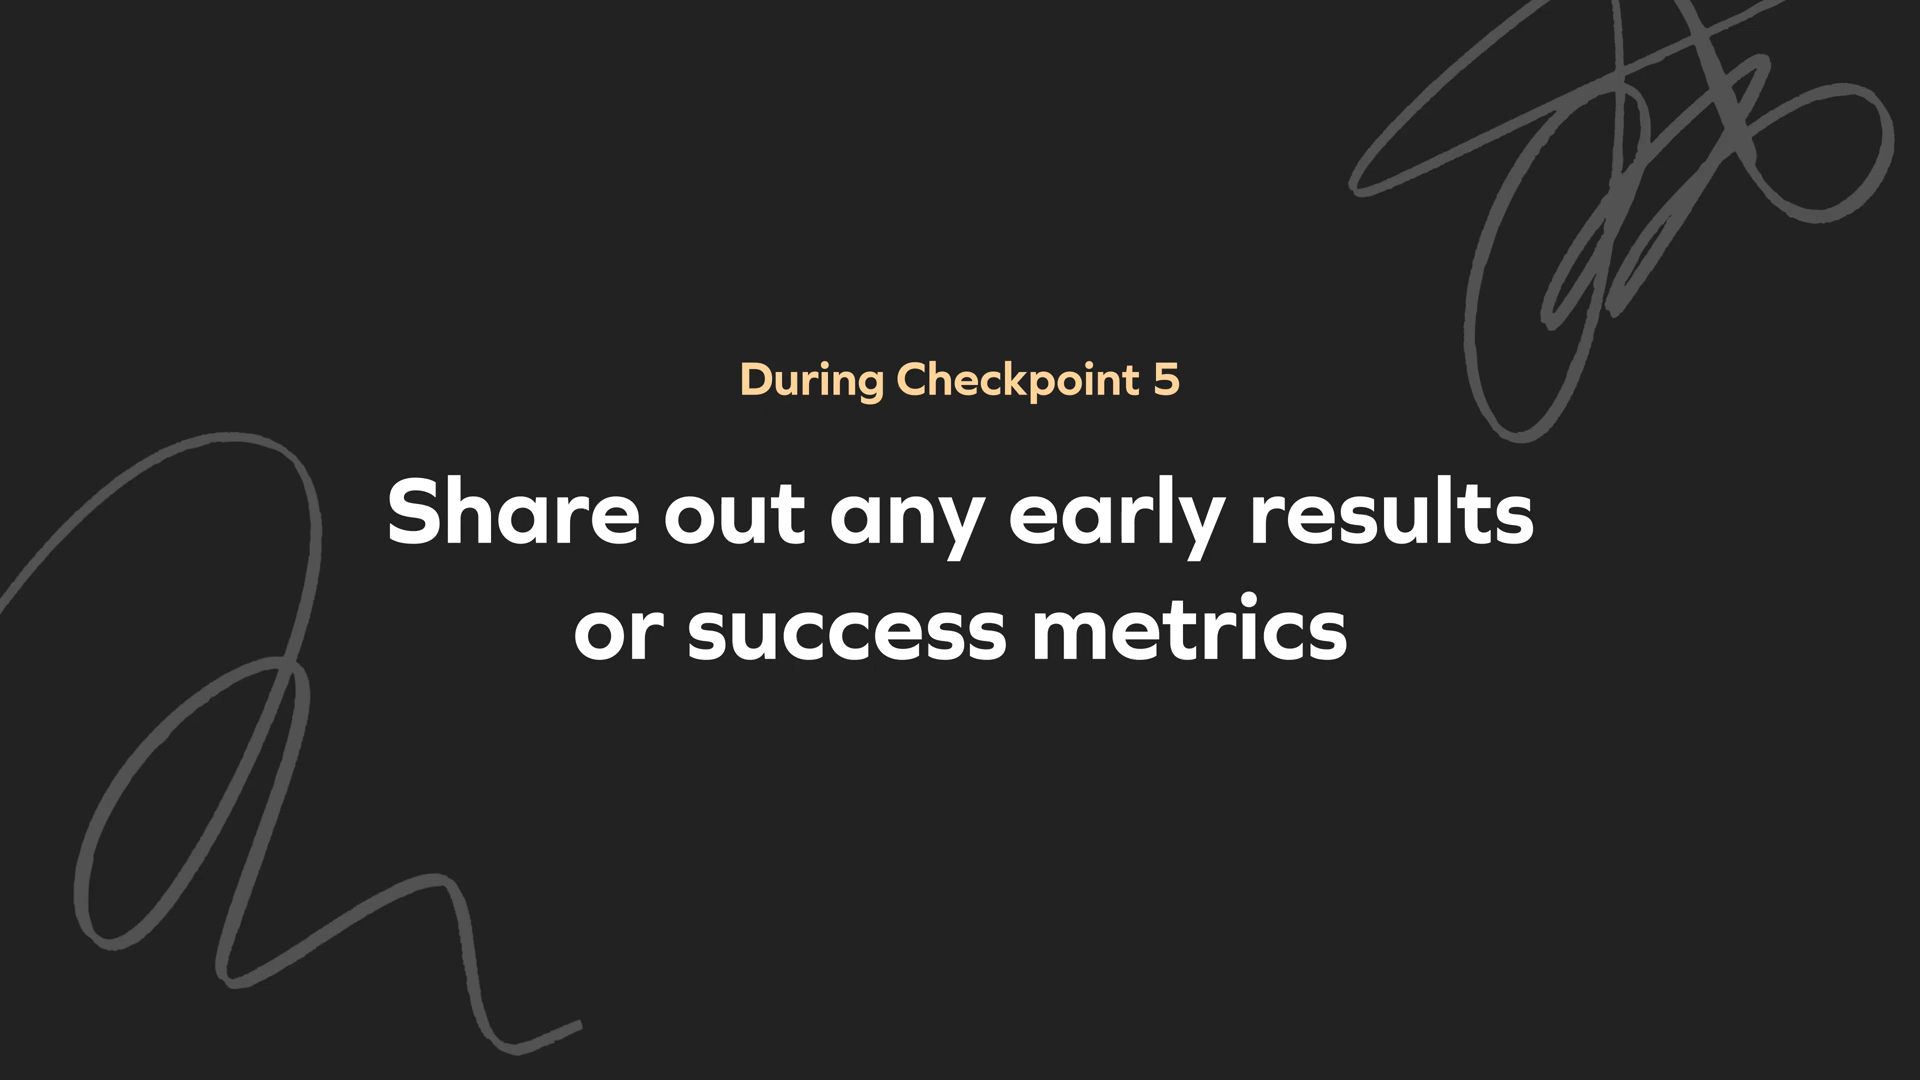 During Checkpoint 5
Share out any early results
or success metrics